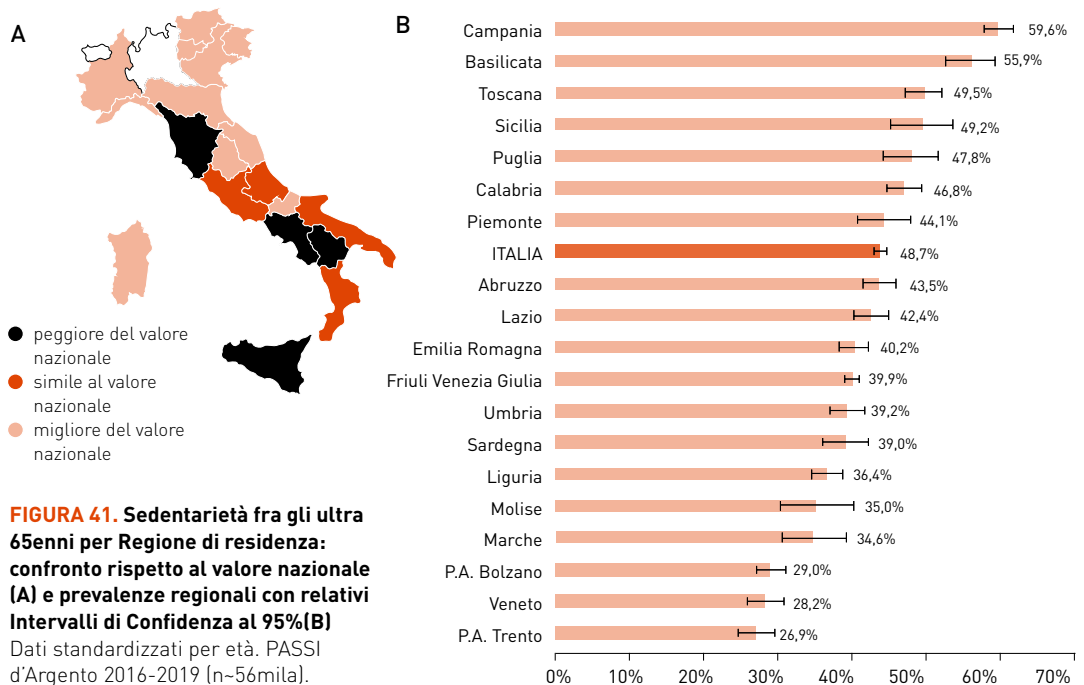 A
peggiore del valore
nazionale
simile al valore
nazionale
migliore del valore
nazionale
FIGURA 41. Sedentarietà fra gli ultra
65enni per Regione di residenza:
confronto rispetto al valore nazionale
(A) e prevalenze regionali con relativi
Intervalli di Confidenza al 95%(B)
Dati standardizzati per età. PASSI
d'Argento 2016-2019 (n~56mila).
B
Campania 59,6%
Basilicata 55,9%
Toscana 49,5%
Sicilia 49,2%
Puglia 47,8%
Calabria 46,8%
Piemonte 44,1%
ITALIA 48,7%
Abruzzo 43,5%
Lazio 42,4%
Emilia Romagna 40,2%
Friuli Venezia Giulia 39,9%
Umbria 39,2%
Sardegna 39,0%
Liguria 36,4%
Molise 35,0%
Marche 34,6%
P.A. Bolzano 29,0%
Veneto 28,2%
P.A. Trento 26,9%
0% 10% 20% 30% 40% 50% 60% 70%